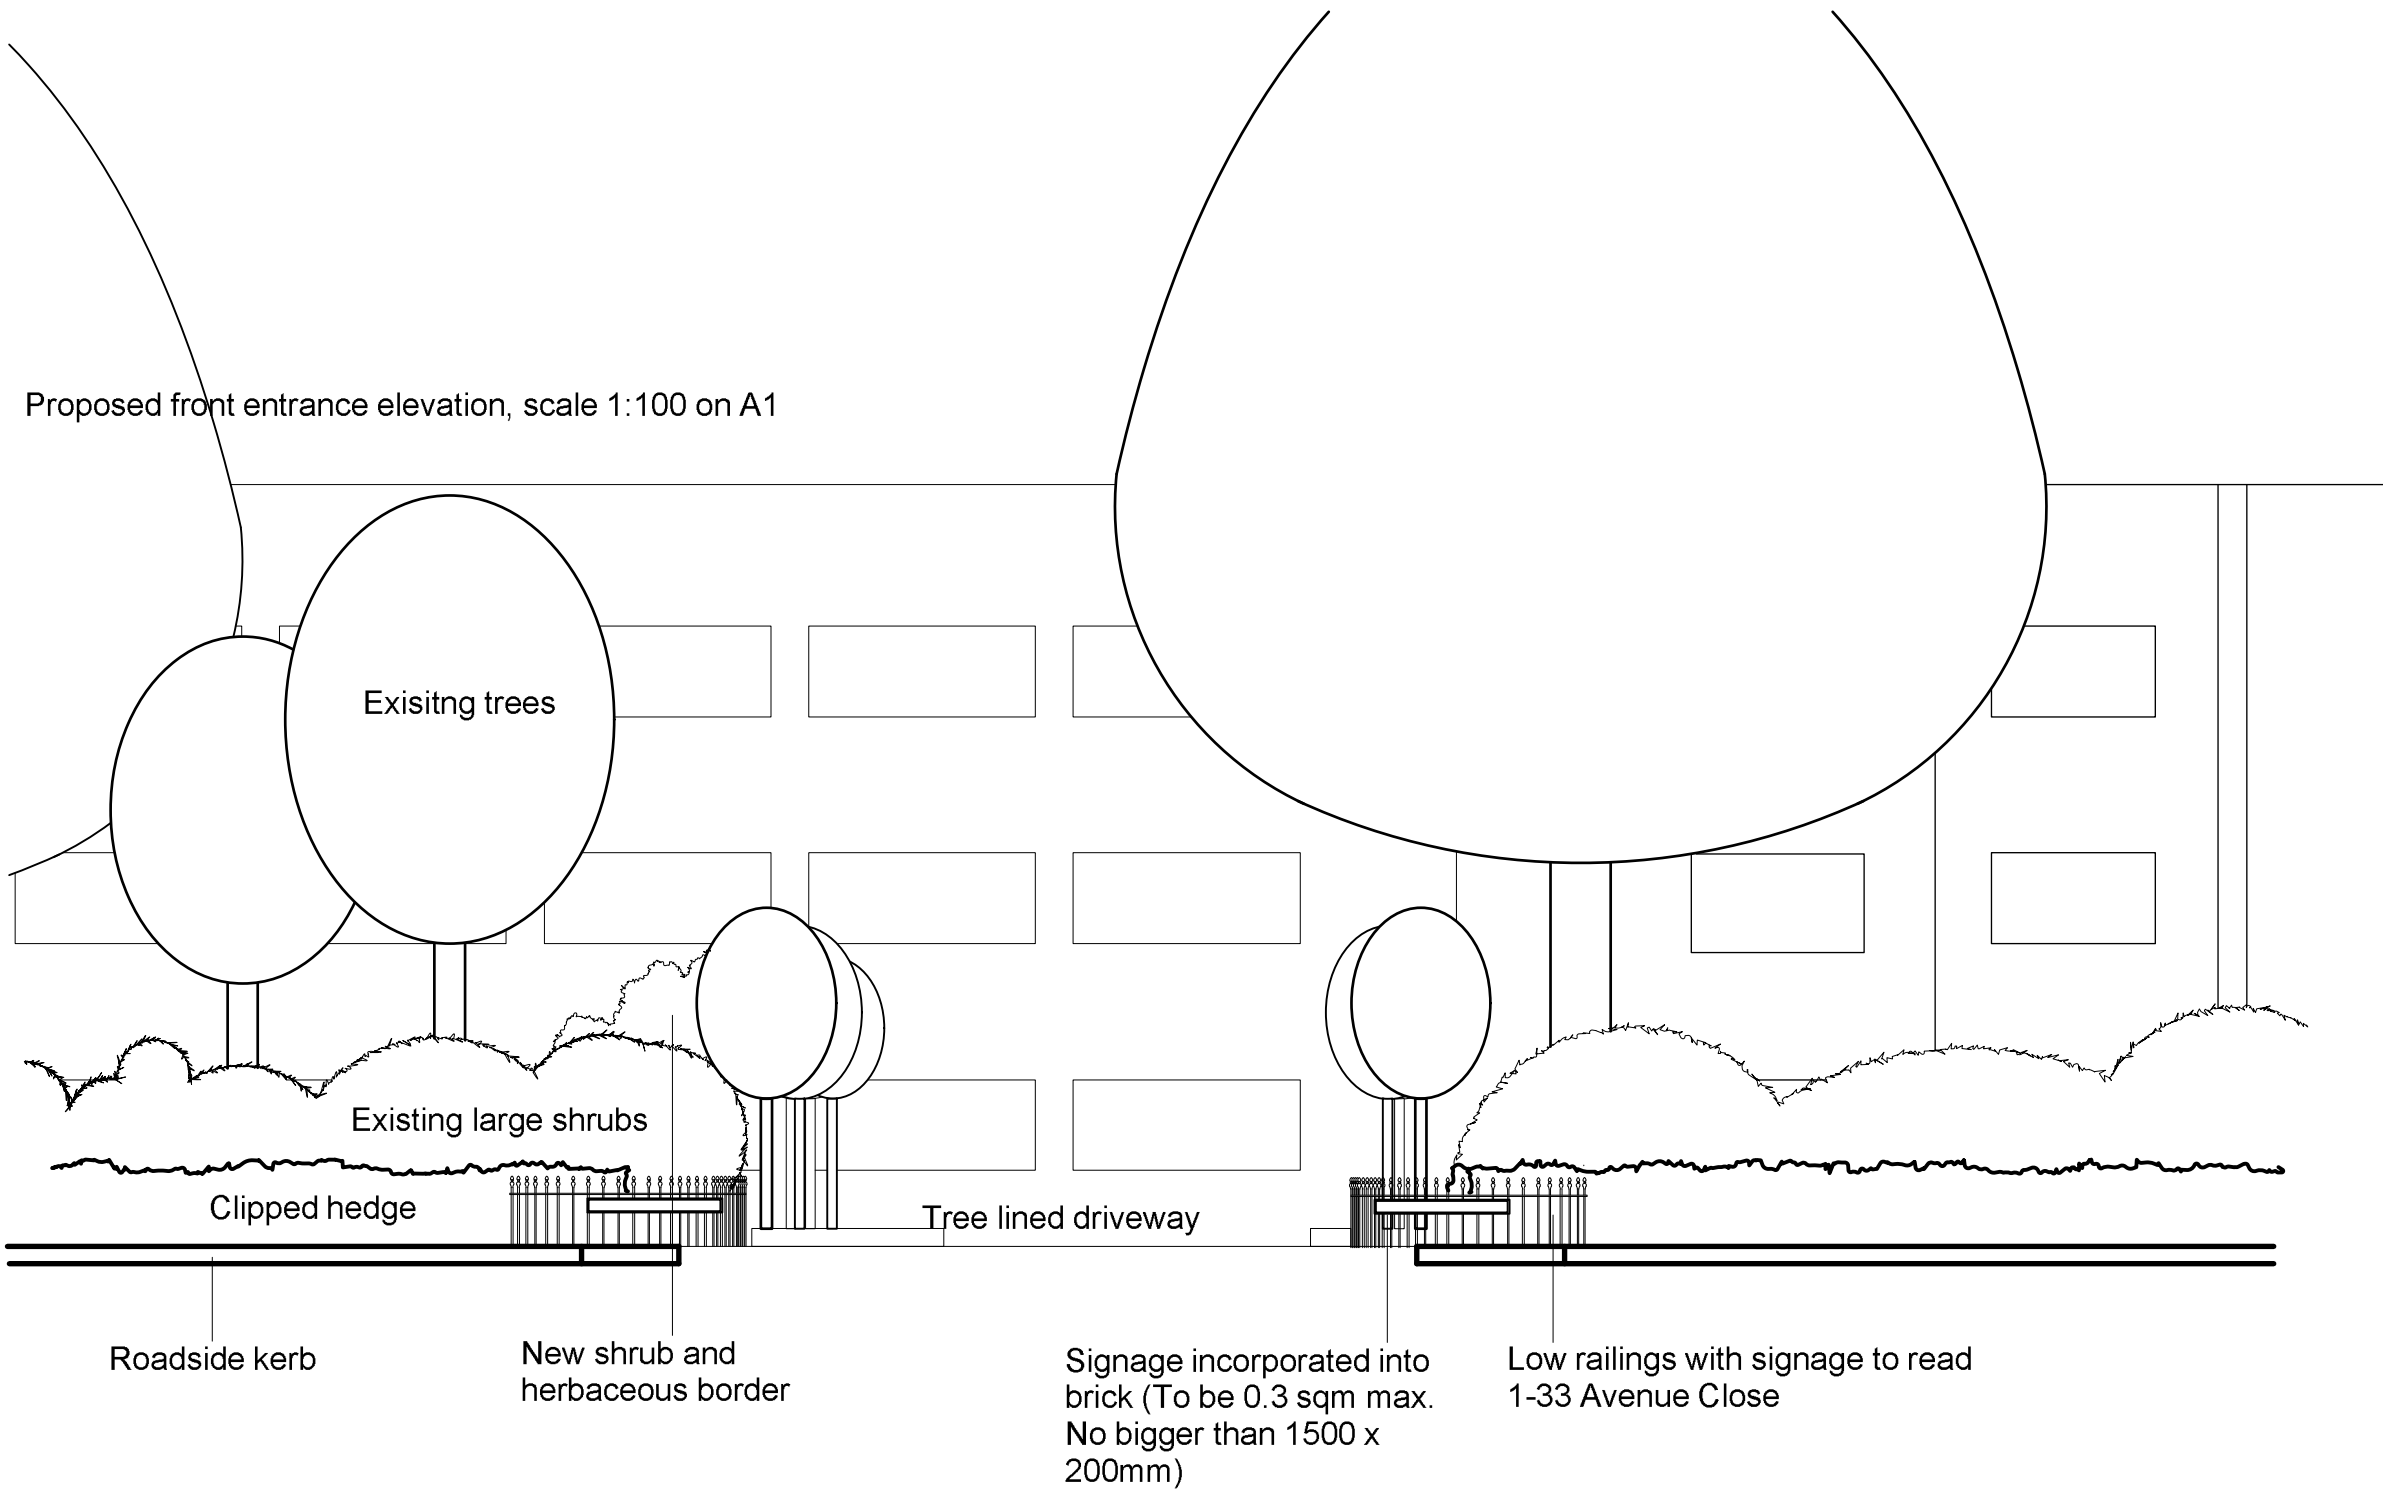 Proposed front entrance elevation, scale 1:100 on A1
Exisitng trees
Existing large shrubs
Clipped hedge
Tree lined driveway
Roadside kerb
New shrub and
herbaceous border
Signage incorporated into
brick (To be 0.3 sqm max.
No bigger than 1500 x
200mm)
Low railings with signage to read
1-33 Avenue Close